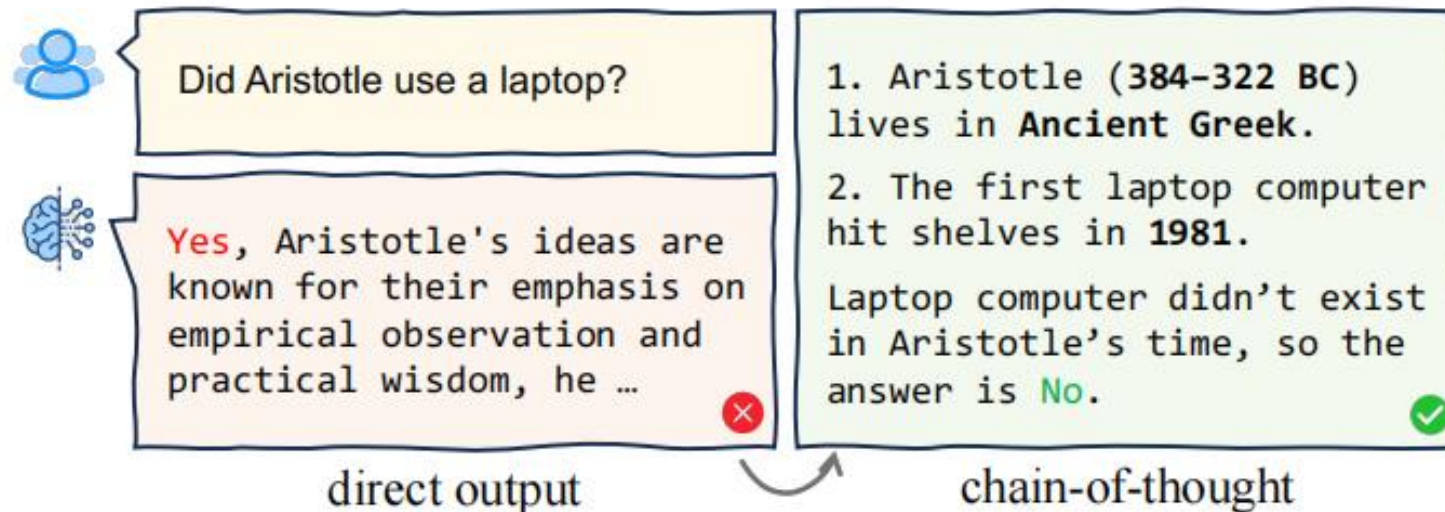 Did Aristotle use a laptop?
Yes, Aristotle's ideas are
known for their emphasis on
empirical observation and
practical wisdom, he …
direct output
1. Aristotle (384–322 BC)
lives in Ancient Greek.
2. The first laptop computer
hit shelves in 1981.
Laptop computer didn’t exist
in Aristotle’s time, so the
answer is No.
chain-of-thought